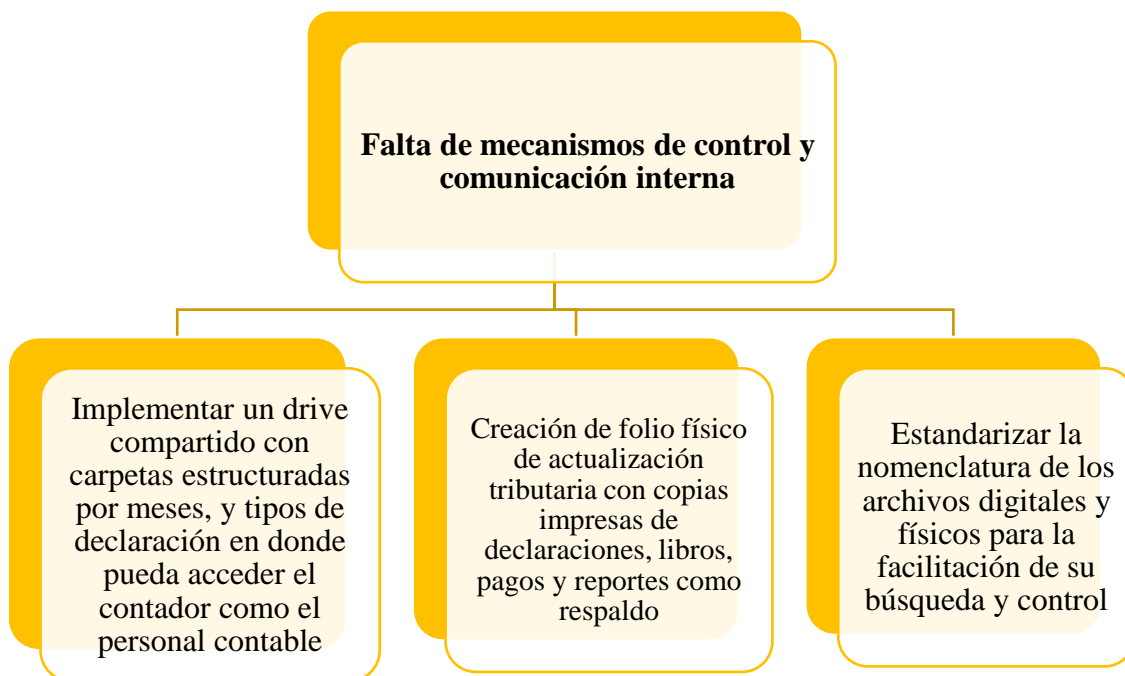 Falta de mecanismos de control y
comunicación interna
Implementar un drive
compartido con
carpetas estructuradas
por meses, y tipos de
declaración en donde
pueda acceder el
contador como el
personal contable
Creación de folio físico
de actualización
tributaria con copias
impresas de
declaraciones, libros,
pagos y reportes como
respaldo
Estandarizar la
nomenclatura de los
archivos digitales y
físicos para la
facilitación de su
búsqueda y control